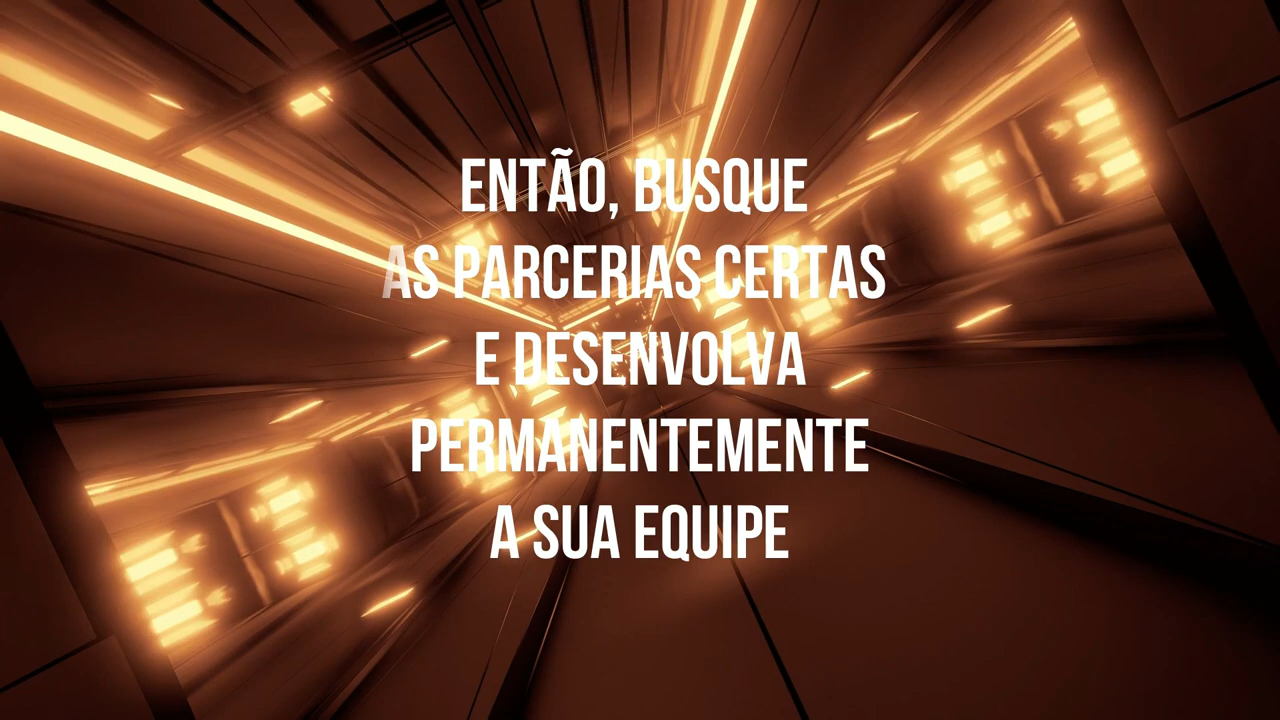 ENTÃO, BUSQUE
AS PARCERIAS CERTAS
E DESENVOLVA
PERMANENTEMENTE
A SUA EQUIPE